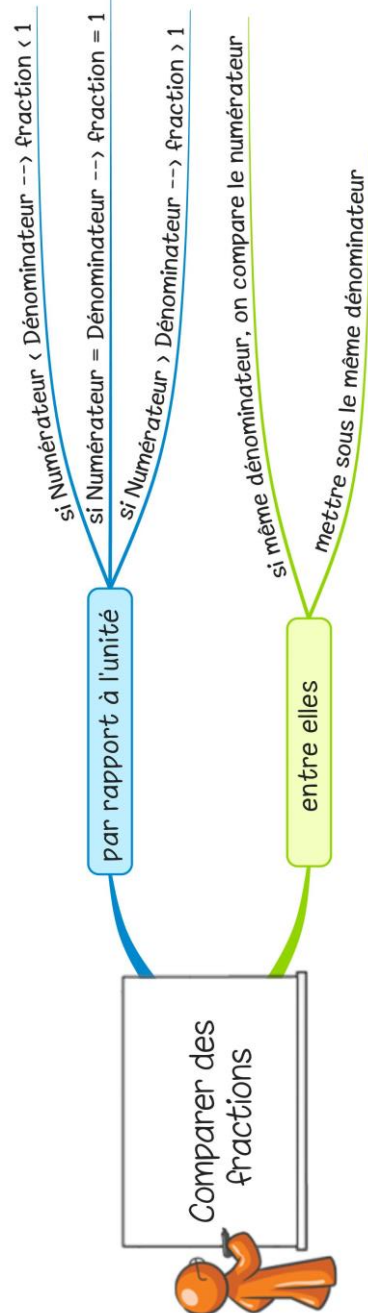 Comparer des
fractions
par rapport à l'unité
si Numérateur < Dénominateur --> fraction < 1
si Numérateur = Dénominateur --> fraction = 1
si Numérateur > Dénominateur --> fraction > 1
entre elles
si même dénominateur, on compare le numérateur
mettre sous le même dénominateur